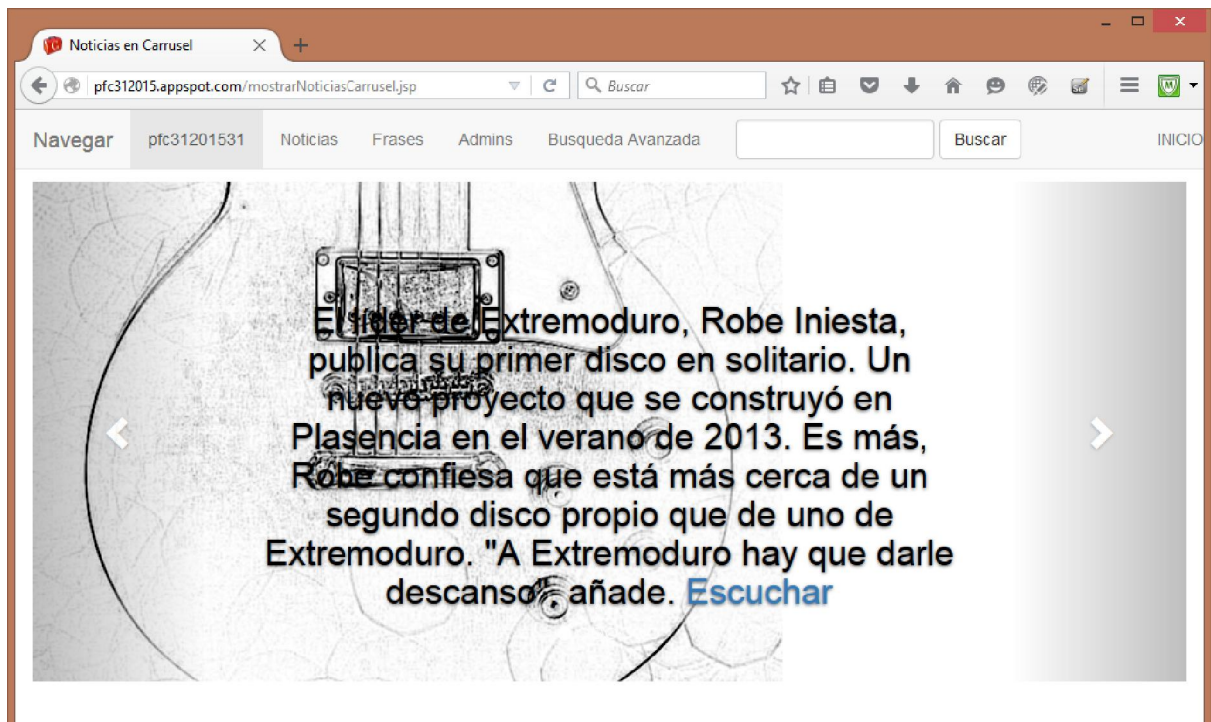 Noticias en Carrusel
pfc312015.appspot.com/mostrarNoticiasCarrusel.jsp
Buscar
Navegar pfc31201531 Noticias Frases Admins Busqueda Avanzada Buscar INICIO
El líder de Extremoduro, Robe Iniesta,
publica su primer disco en solitario. Un
nuevo proyecto que se construyó en
Plasencia en el verano de 2013. Es más,
Robe confiesa que está más cerca de un
segundo disco propio que de uno de
Extremoduro. "A Extremoduro hay que darle
descanso" añade. Escuchar